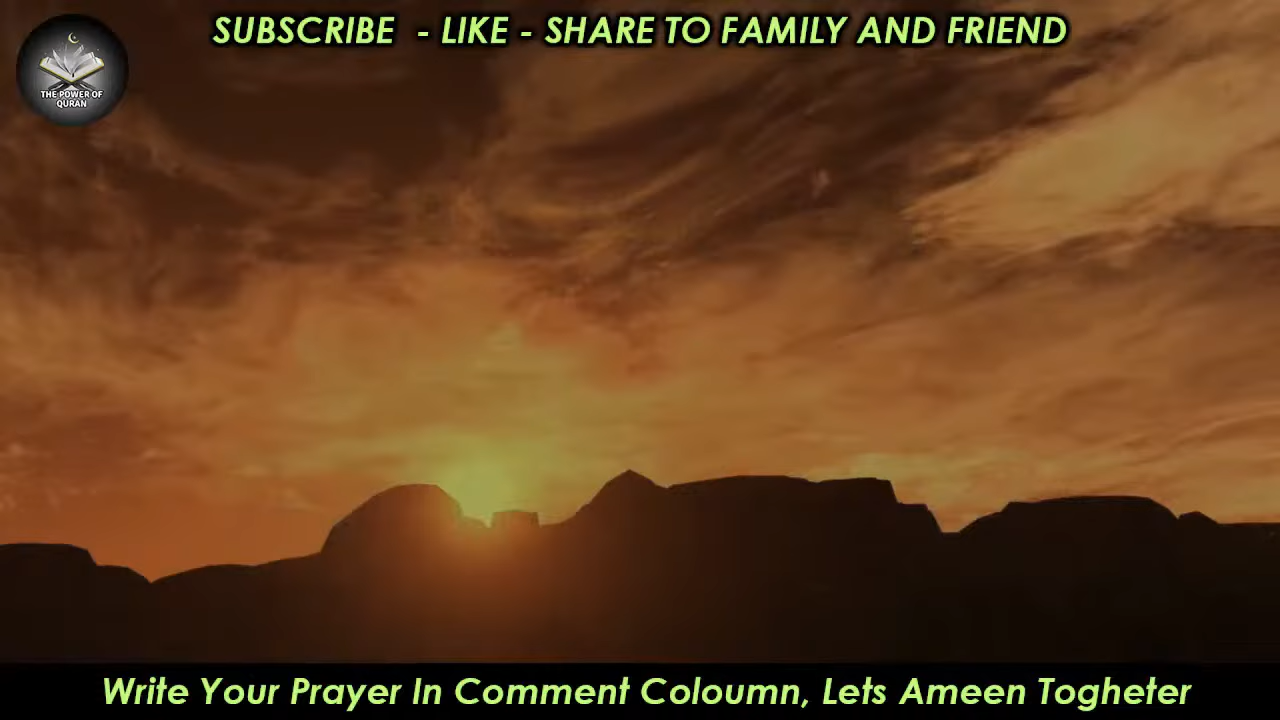 SUBSCRIBE - LIKE - SHARE TO FAMILY AND FRIEND
THE POWER OF
QURAN
Write Your Prayer In Comment Coloumn, Lets Ameen Togheter